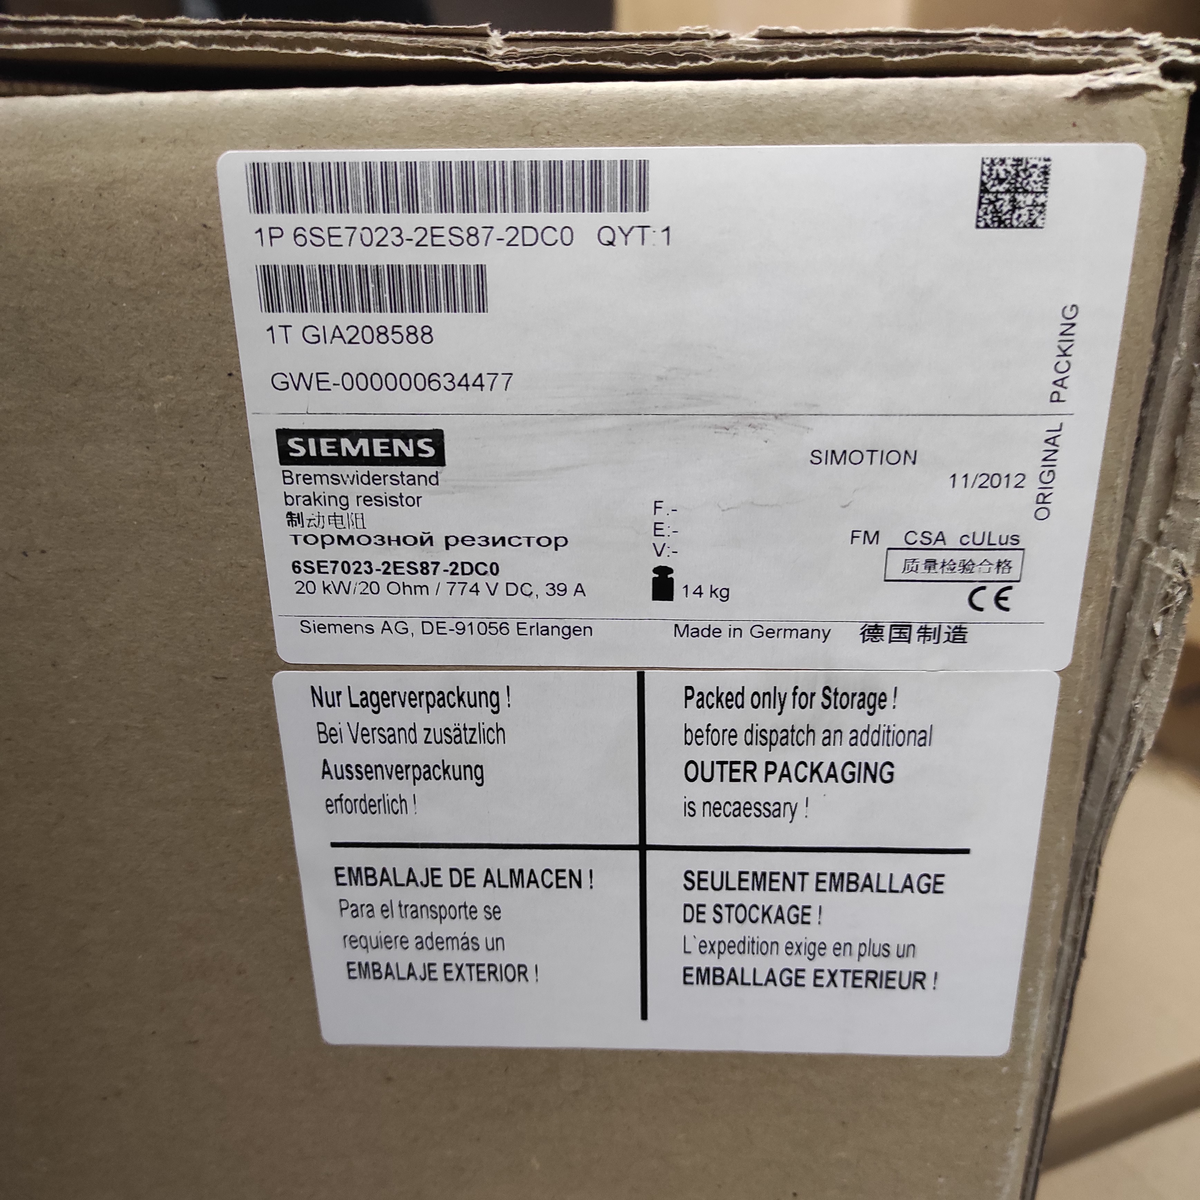 1P 6SE7023-2ES87-2DC0 QYT:1
1T GIA208588
GWE-000000634477
ORIGINAL PACKING
SIEMENS
Bremswiderstand
braking resistor
制动电阻
тормозной резистор
6SE7023-2ES87-2DC0
20 kW/20 Ohm / 774 V DC, 39 A
F:-
E:-
V:-
14 kg
SIMOTION
11/2012
FM CSA cULus
质量检验合格
CE
Siemens AG, DE-91056 Erlangen
Made in Germany 德国制造
Nur Lagerverpackung !
Bei Versand zusätzlich
Aussenverpackung
erforderlich !
Packed only for Storage !
before dispatch an additional
OUTER PACKAGING
is necaessary !
EMBALAJE DE ALMACEN !
Para el transporte se
requiere además un
EMBALAJE EXTERIOR !
SEULEMENT EMBALLAGE
DE STOCKAGE !
L`expedition exige en plus un
EMBALLAGE EXTERIEUR !